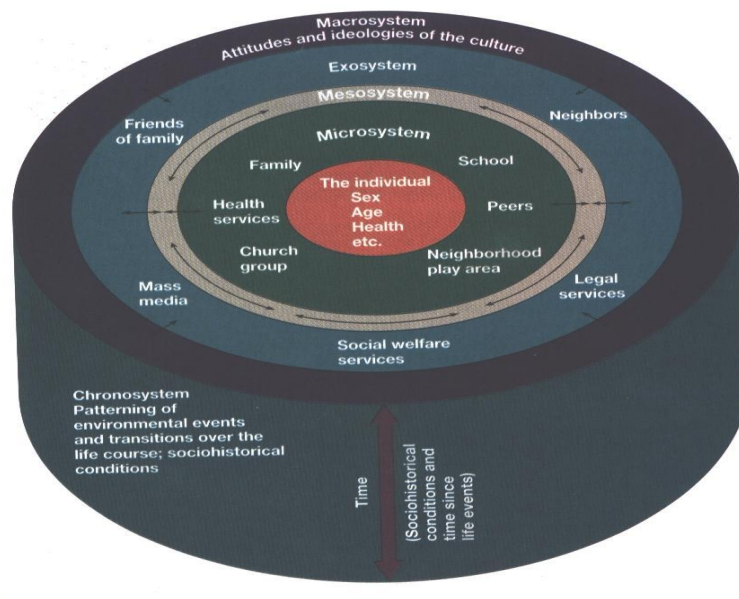 Macrosystem
Attitudes and ideologies of the culture
Exosystem
Mesosystem
Microsystem
Friends
of family
Neighbors
Family
School
The individual
Sex
Age
Health
etc.
Health
services
Peers
Church
group
Neighborhood
play area
Mass
media
Legal
services
Social welfare
services
Chronosystem
Patterning of
environmental events
and transitions over the
life course; sociohistorical
conditions
Time
(Sociohistorical
conditions and
time since
life events)